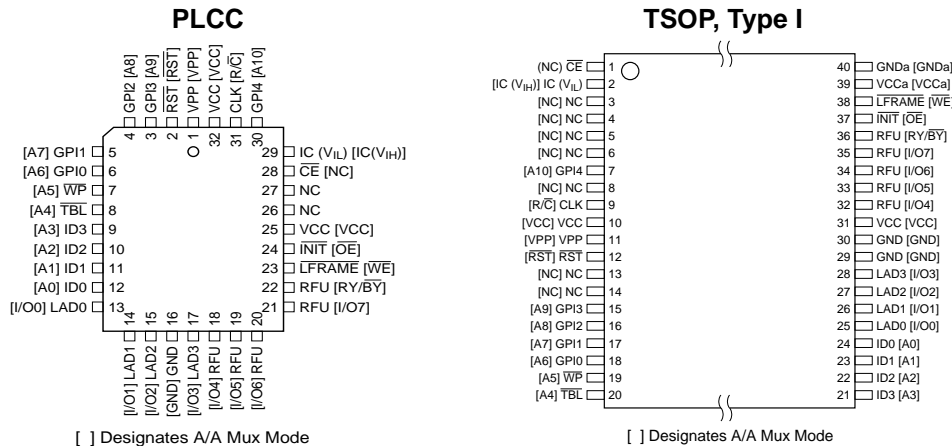 PLCC
TSOP, Type I
GPI2 [A8]
GPI3 [A9]
RST [RST]
VPP [VPP]
VCC [VCC]
CLK [R/C]
GPI4 [A10]
4 3 2 1 32 31 30
[A7] GPI1 5
[A6] GPI0 6
[A5] WP 7
[A4] TBL 8
[A3] ID3 9
[A2] ID2 10
[A1] ID1 11
[A0] ID0 12
[I/O0] LAD0 13
29 IC (VIL) [IC(VIH)]
28 CE [NC]
27 NC
26 NC
25 VCC [VCC]
24 INIT [OE]
23 LFRAME [WE]
22 RFU [RY/BY]
21 RFU [I/O7]
14 15 16 17 18 19 20
[I/O1] LAD1
[I/O2] LAD2
[GND] GND
[I/O3] LAD3
[I/O4] RFU
[I/O5] RFU
[I/O6] RFU
[ ] Designates A/A Mux Mode
(NC) CE 1
[IC (VIH)] IC (VIL) 2
[NC] NC 3
[NC] NC 4
[NC] NC 5
[NC] NC 6
[A10] GPI4 7
[NC] NC 8
[R/C] CLK 9
[VCC] VCC 10
[VPP] VPP 11
[RST] RST 12
[NC] NC 13
[NC] NC 14
[A9] GPI3 15
[A8] GPI2 16
[A7] GPI1 17
[A6] GPI0 18
[A5] WP 19
[A4] TBL 20
40 GNDa [GNDa]
39 VCCa [VCCa]
38 LFRAME [WE]
37 INIT [OE]
36 RFU [RY/BY]
35 RFU [I/O7]
34 RFU [I/O6]
33 RFU [I/O5]
32 RFU [I/O4]
31 VCC [VCC]
30 GND [GND]
29 GND [GND]
28 LAD3 [I/O3]
27 LAD2 [I/O2]
26 LAD1 [I/O1]
25 LAD0 [I/O0]
24 ID0 [A0]
23 ID1 [A1]
22 ID2 [A2]
21 ID3 [A3]
[ ] Designates A/A Mux Mode